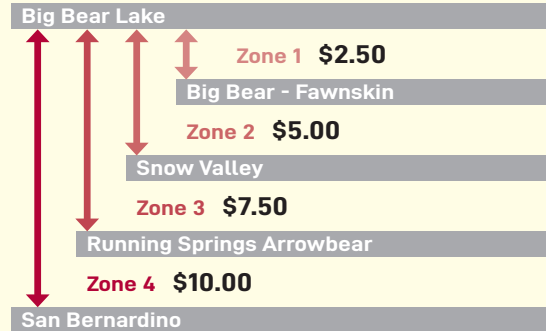 Big Bear Lake
Zone 1 $2.50
Big Bear - Fawnskin
Zone 2 $5.00
Snow Valley
Zone 3 $7.50
Running Springs Arrowbear
Zone 4 $10.00
San Bernardino